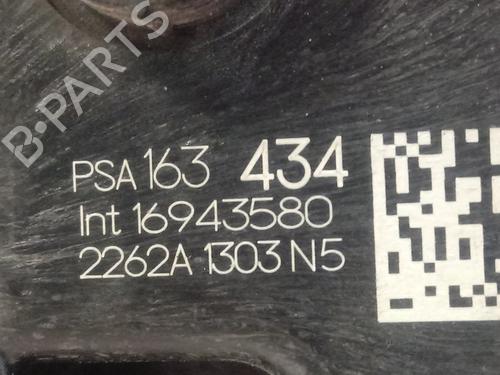 B-PARTS
PSA 163 434
Int 16943580
2262A 1303 N5